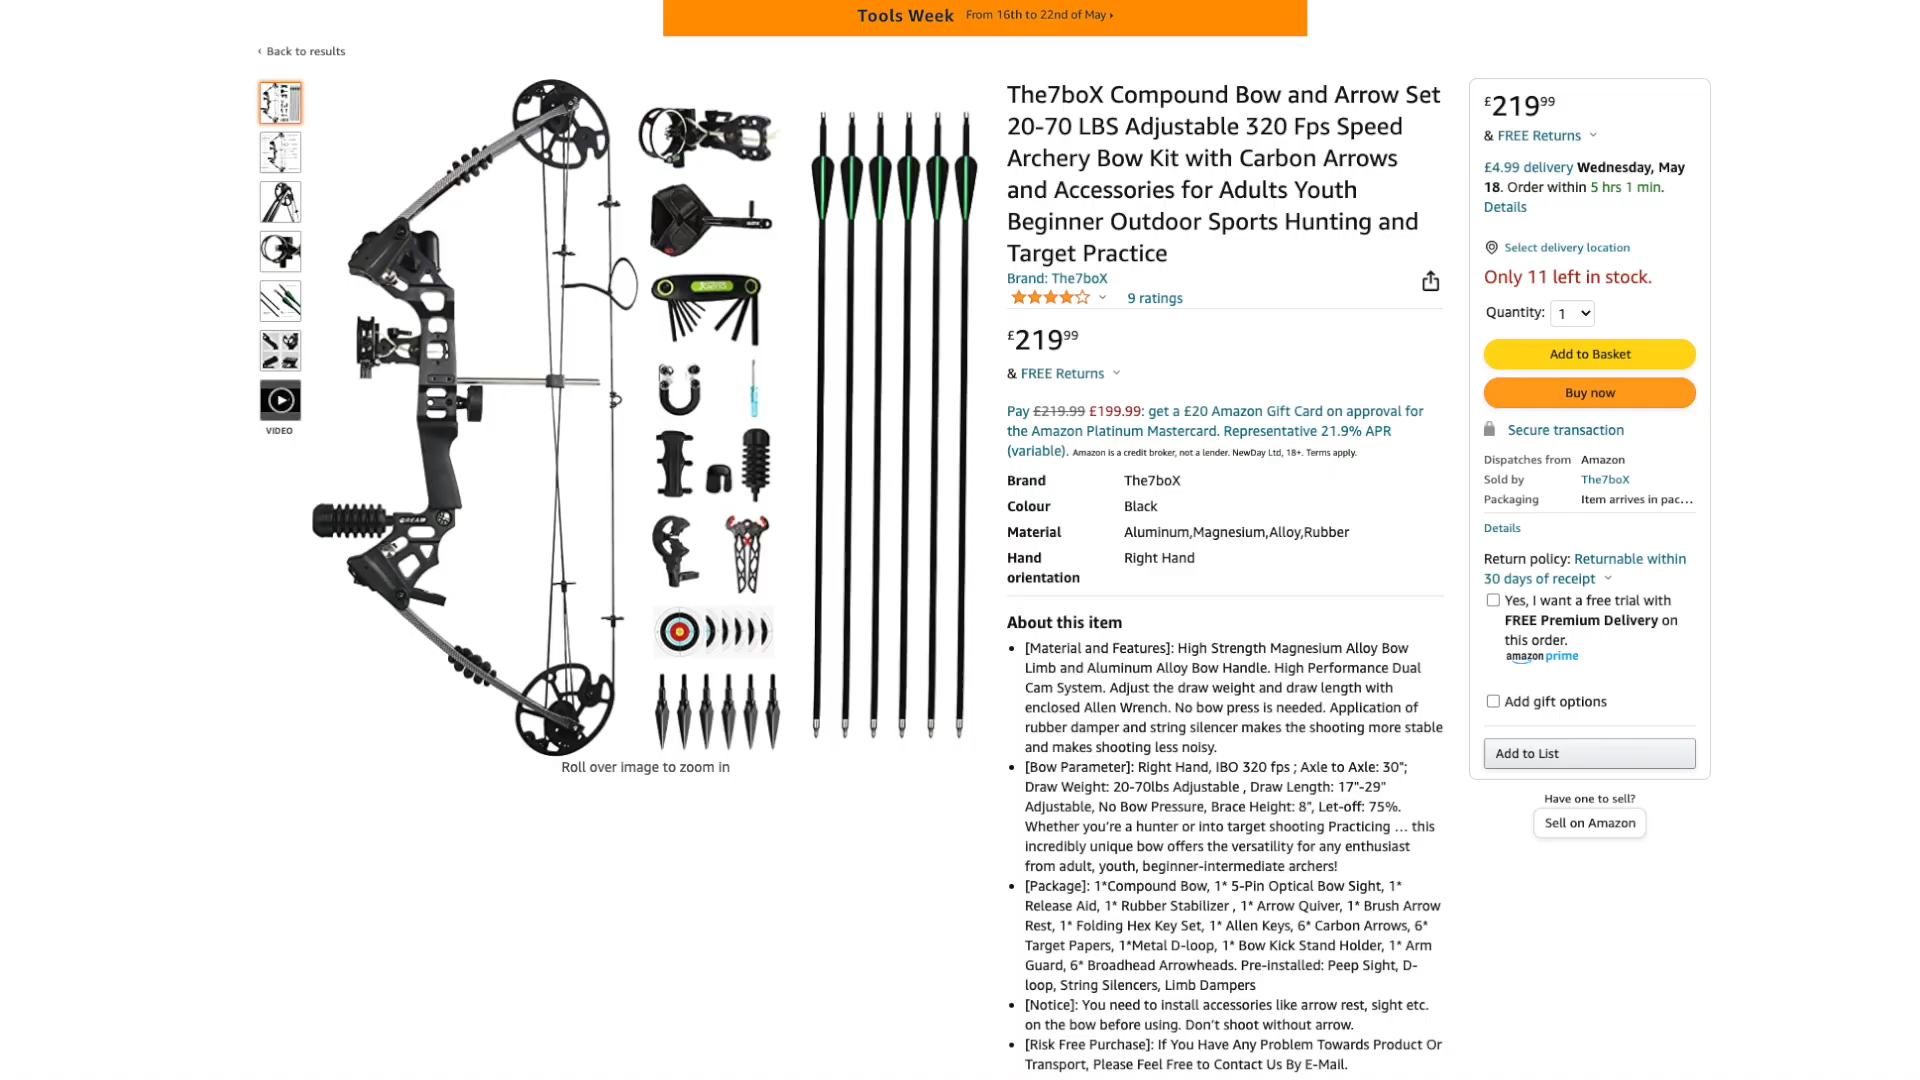 Tools Week From 16th to 22nd of May ›
‹ Back to results
VIDEO
Roll over image to zoom in
The7boX Compound Bow and Arrow Set
20-70 LBS Adjustable 320 Fps Speed
Archery Bow Kit with Carbon Arrows
and Accessories for Adults Youth
Beginner Outdoor Sports Hunting and
Target Practice
Brand: The7boX
9 ratings
£219.99
& FREE Returns
Pay £219.99 £199.99: get a £20 Amazon Gift Card on approval for
the Amazon Platinum Mastercard. Representative 21.9% APR
(variable). Amazon is a credit broker, not a lender. NewDay Ltd, 18+. Terms apply.
Brand The7boX
Colour Black
Material Aluminum,Magnesium,Alloy,Rubber
Hand Right Hand
orientation
About this item
• [Material and Features]: High Strength Magnesium Alloy Bow
Limb and Aluminum Alloy Bow Handle. High Performance Dual
Cam System. Adjust the draw weight and draw length with
enclosed Allen Wrench. No bow press is needed. Application of
rubber damper and string silencer makes the shooting more stable
and makes shooting less noisy.
• [Bow Parameter]: Right Hand, IBO 320 fps ; Axle to Axle: 30";
Draw Weight: 20-70lbs Adjustable , Draw Length: 17"-29"
Adjustable, No Bow Pressure, Brace Height: 8", Let-off: 75%.
Whether you’re a hunter or into target shooting Practicing … this
incredibly unique bow offers the versatility for any enthusiast
from adult, youth, beginner-intermediate archers!
• [Package]: 1*Compound Bow, 1* 5-Pin Optical Bow Sight, 1*
Release Aid, 1* Rubber Stabilizer , 1* Arrow Quiver, 1* Brush Arrow
Rest, 1* Folding Hex Key Set, 1* Allen Keys, 6* Carbon Arrows, 6*
Target Papers, 1*Metal D-loop, 1* Bow Kick Stand Holder, 1* Arm
Guard, 6* Broadhead Arrowheads. Pre-installed: Peep Sight, D-
loop, String Silencers, Limb Dampers
• [Notice]: You need to install accessories like arrow rest, sight etc.
on the bow before using. Don’t shoot without arrow.
• [Risk Free Purchase]: If You Have Any Problem Towards Product Or
Transport, Please Feel Free to Contact Us By E-Mail.
£219.99
& FREE Returns
£4.99 delivery Wednesday, May
18. Order within 5 hrs 1 min.
Details
Select delivery location
Only 11 left in stock.
Quantity: 1
Add to Basket
Buy now
Secure transaction
Dispatches from Amazon
Sold by The7boX
Packaging Item arrives in pac…
Details
Return policy: Returnable within
30 days of receipt
Yes, I want a free trial with
FREE Premium Delivery on
this order.
amazon prime
Add gift options
Add to List
Have one to sell?
Sell on Amazon